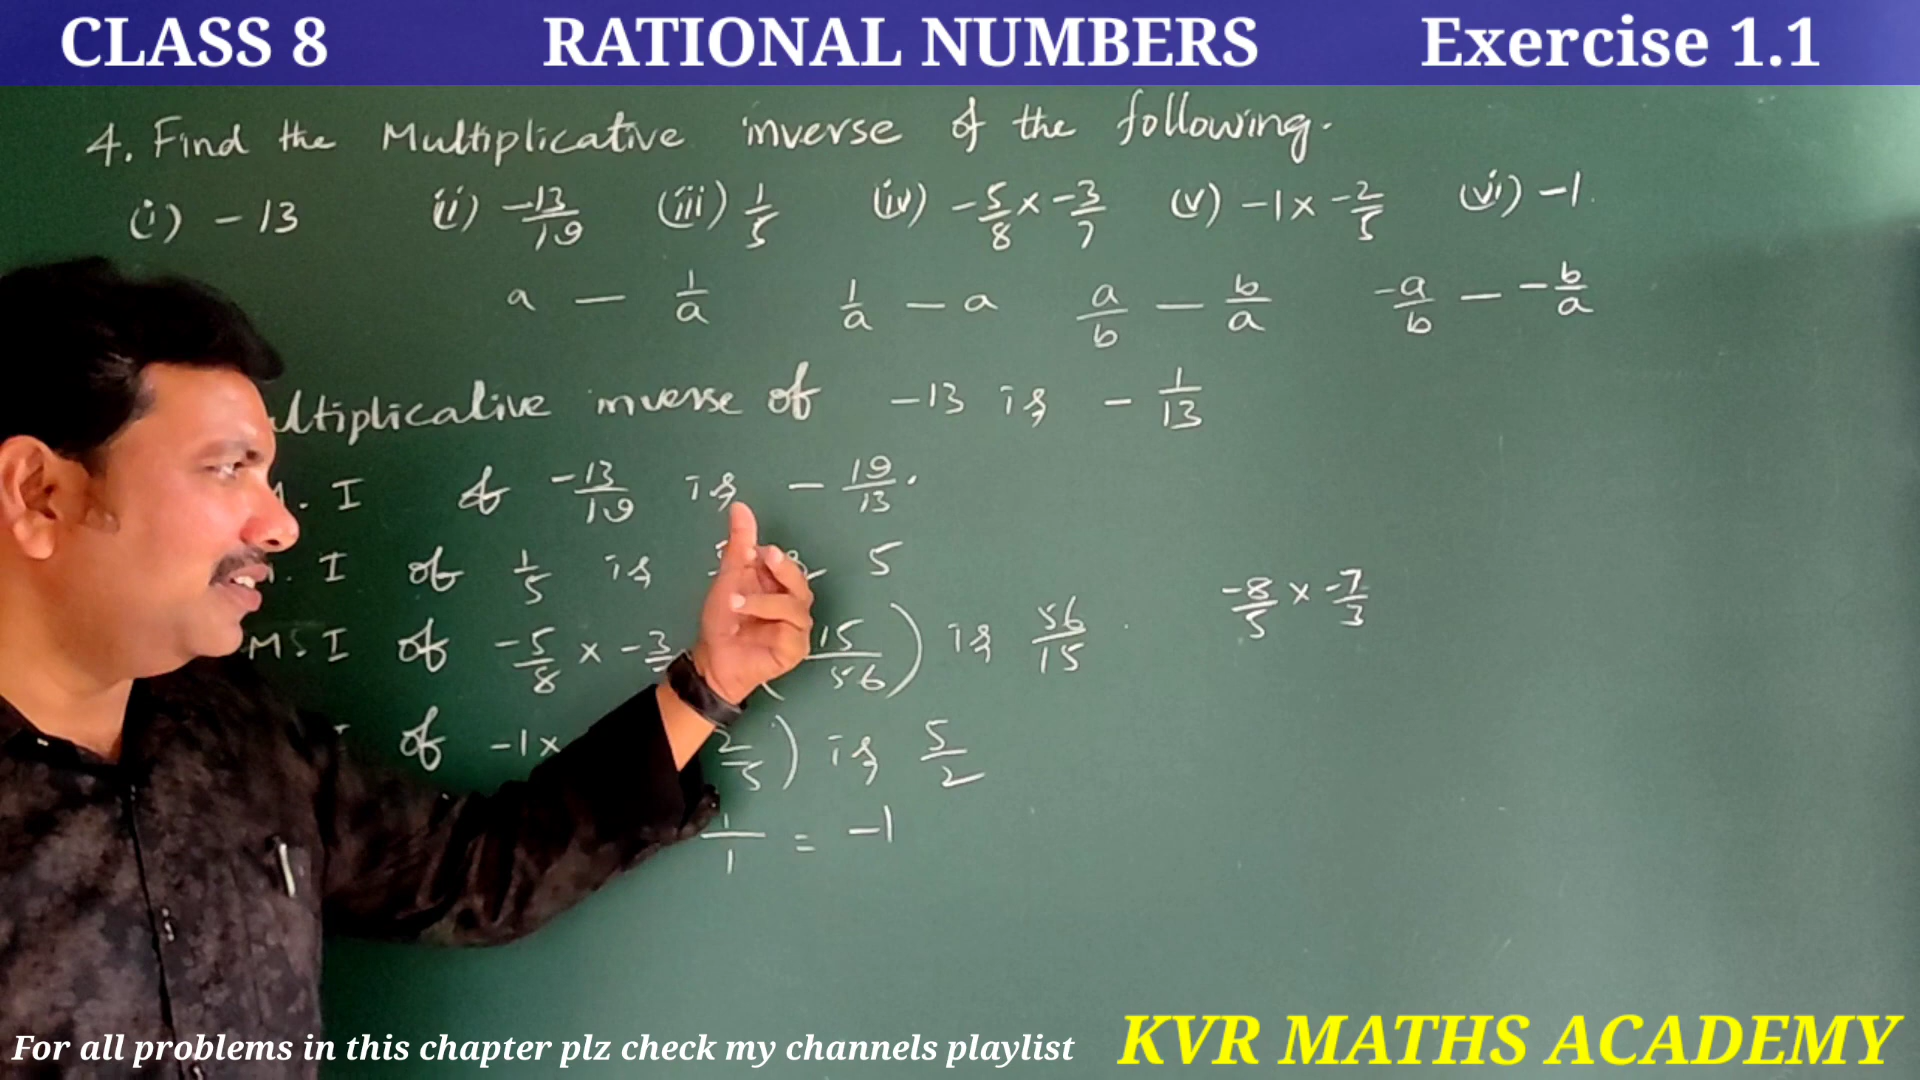 CLASS 8 RATIONAL NUMBERS Exercise 1.1
4. Find the Multiplicative inverse of the following.
(i) -13 (ii) -13/19 (iii) 1/5 (iv) -5/8 × -3/7 (v) -1 × -2/5 (vi) -1.
a — 1/a 1/a — a a/b — b/a -a/b — -b/a
ultiplicative inverse of -13 is - 1/13
. I of -13/19 is - 19/13.
. I of 1/5 is 5
M. I of -5/8 × -3/ 15/56) is 56/15. -8/5 × -7/3
of -1 × 2/5) is 5/2
1/1 = -1
For all problems in this chapter plz check my channels playlist KVR MATHS ACADEMY